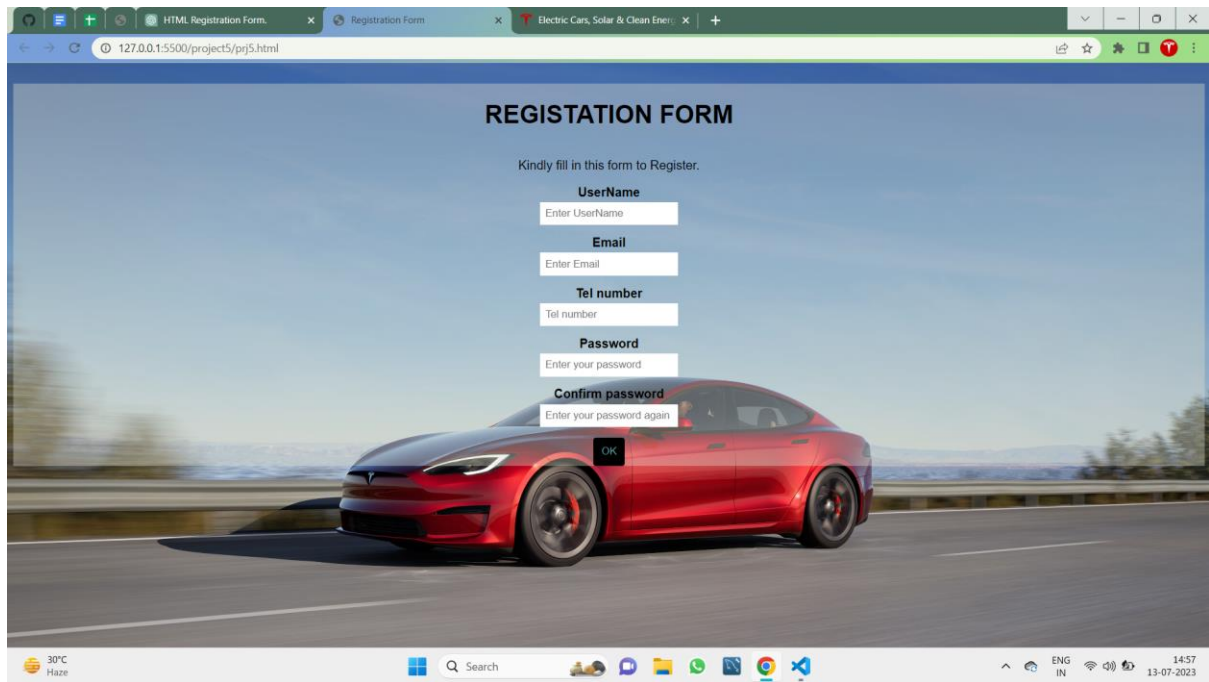 HTML Registration Form.
Registration Form
Electric Cars, Solar & Clean Energ
127.0.0.1:5500/project5/prj5.html
REGISTATION FORM
Kindly fill in this form to Register.
UserName
Enter UserName
Email
Enter Email
Tel number
Tel number
Password
Enter your password
Confirm password
Enter your password again
OK
30°C
Haze
Search
ENG
IN
14:57
13-07-2023